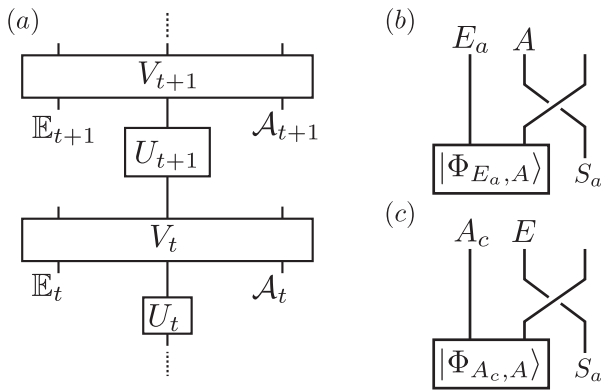 (a)
V_{t+1}
𝔼_{t+1} 𝒜_{t+1}
U_{t+1}
V_t
𝔼_t 𝒜_t
U_t
(b)
E_a A
|Φ_{E_a,A}⟩ S_a
(c)
A_c E
|Φ_{A_c,A}⟩ S_a